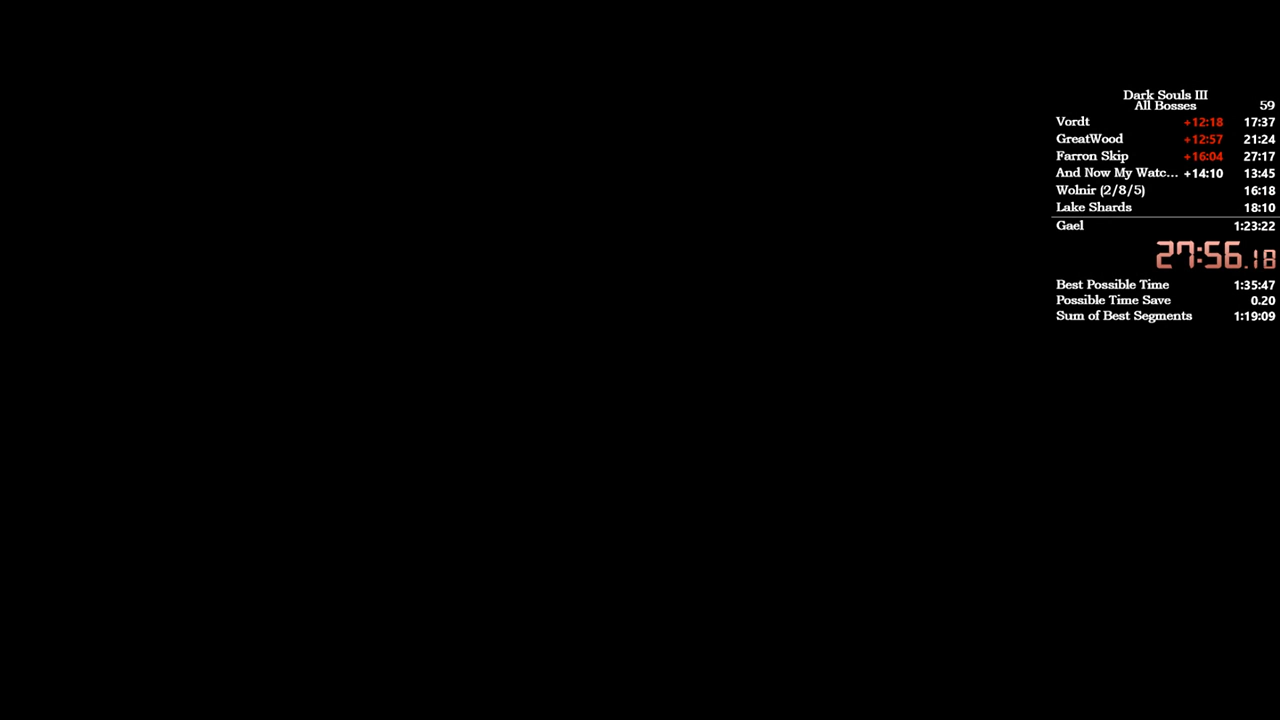 Dark Souls III
All Bosses 59
Vordt +12:18 17:37
GreatWood +12:57 21:24
Farron Skip +16:04 27:17
And Now My Watc... +14:10 13:45
Wolnir (2/8/5) 16:18
Lake Shards 18:10
Gael 1:23:22
27:56.18
Best Possible Time 1:35:47
Possible Time Save 0.20
Sum of Best Segments 1:19:09